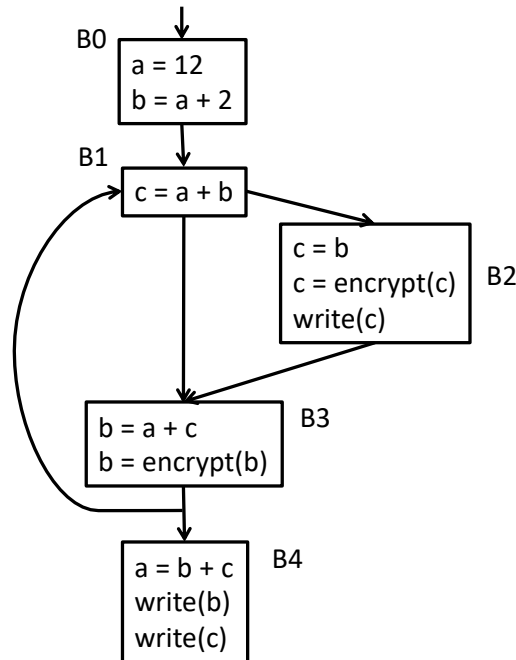 B0
a = 12
b = a + 2
B1
c = a + b
c = b
c = encrypt(c)
write(c)
B2
b = a + c
b = encrypt(b)
B3
a = b + c
write(b)
write(c)
B4